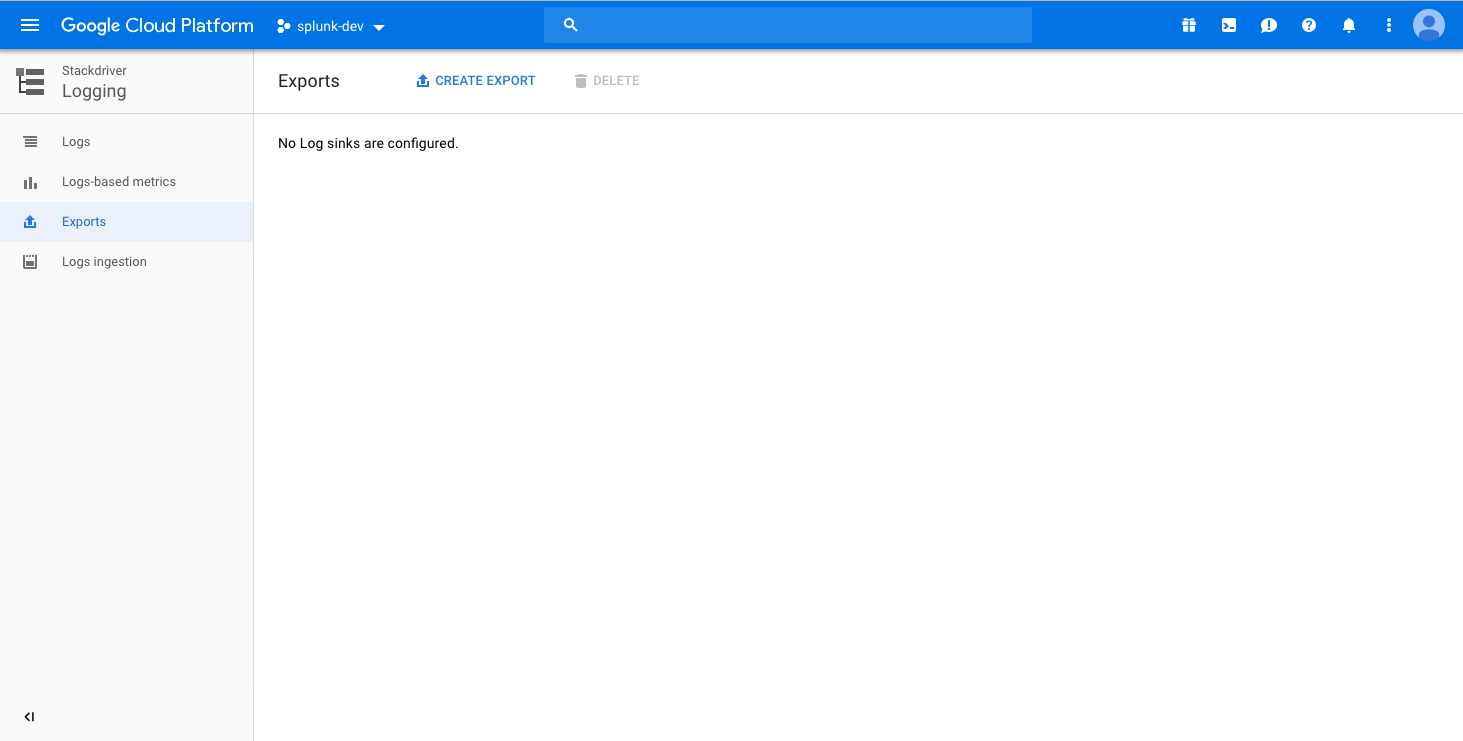 Google Cloud Platform splunk-dev
Stackdriver
Logging
Exports CREATE EXPORT DELETE
Logs
Logs-based metrics
Exports
Logs ingestion
No Log sinks are configured.